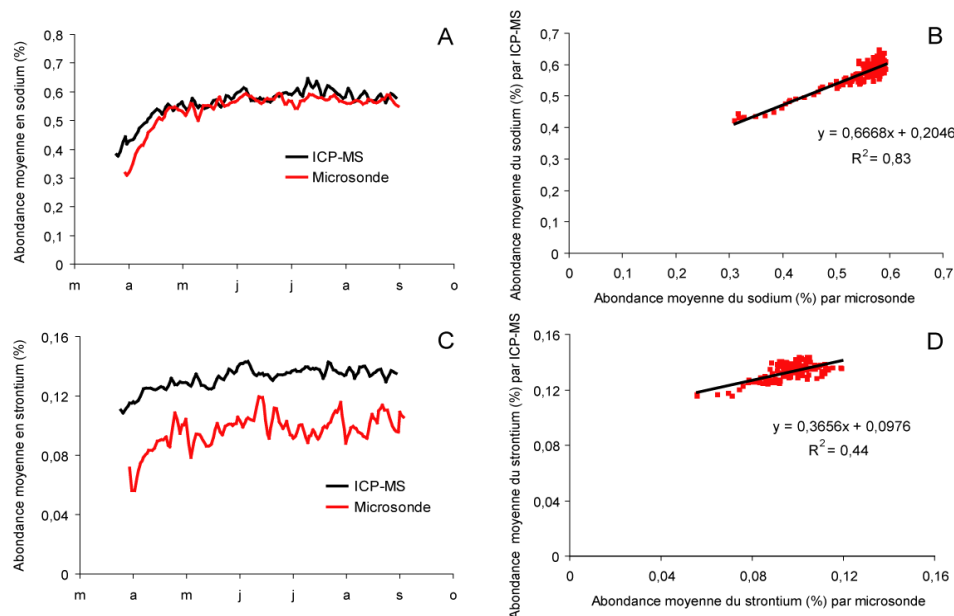 A
Abondance moyenne en sodium (%)
0,8
0,7
0,6
0,5
0,4
0,3
0,2
0,1
0
ICP-MS
Microsonde
m a m j j a s o
B
Abondance moyenne du sodium (%) par ICP-MS
0,7
0,6
0,5
0,4
0,3
0,2
0,1
0
y = 0,6668x + 0,2046
R2 = 0,83
0 0,1 0,2 0,3 0,4 0,5 0,6 0,7
Abondance moyenne du sodium (%) par microsonde
C
Abondance moyenne en strontium (%)
0,16
0,12
0,08
0,04
0
ICP-MS
Microsonde
m a m j j a s o
D
Abondance moyenne du strontium (%) par ICP-MS
0,16
0,12
0,08
0,04
0
y = 0,3656x + 0,0976
R2 = 0,44
0 0,04 0,08 0,12 0,16
Abondance moyenne du strontium (%) par microsonde